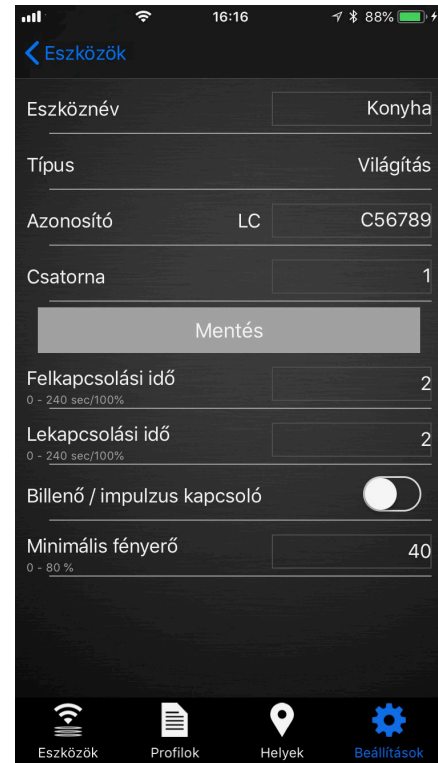 16:16 88%
Eszközök
Eszköznév Konyha
Típus Világítás
Azonosító LC C56789
Csatorna 1
Mentés
Felkapcsolási idő 2
0 - 240 sec/100%
Lekapcsolási idő 2
0 - 240 sec/100%
Billenő / impulzus kapcsoló
Minimális fényerő 40
0 - 80 %
Eszközök Profilok Helyek Beállítások